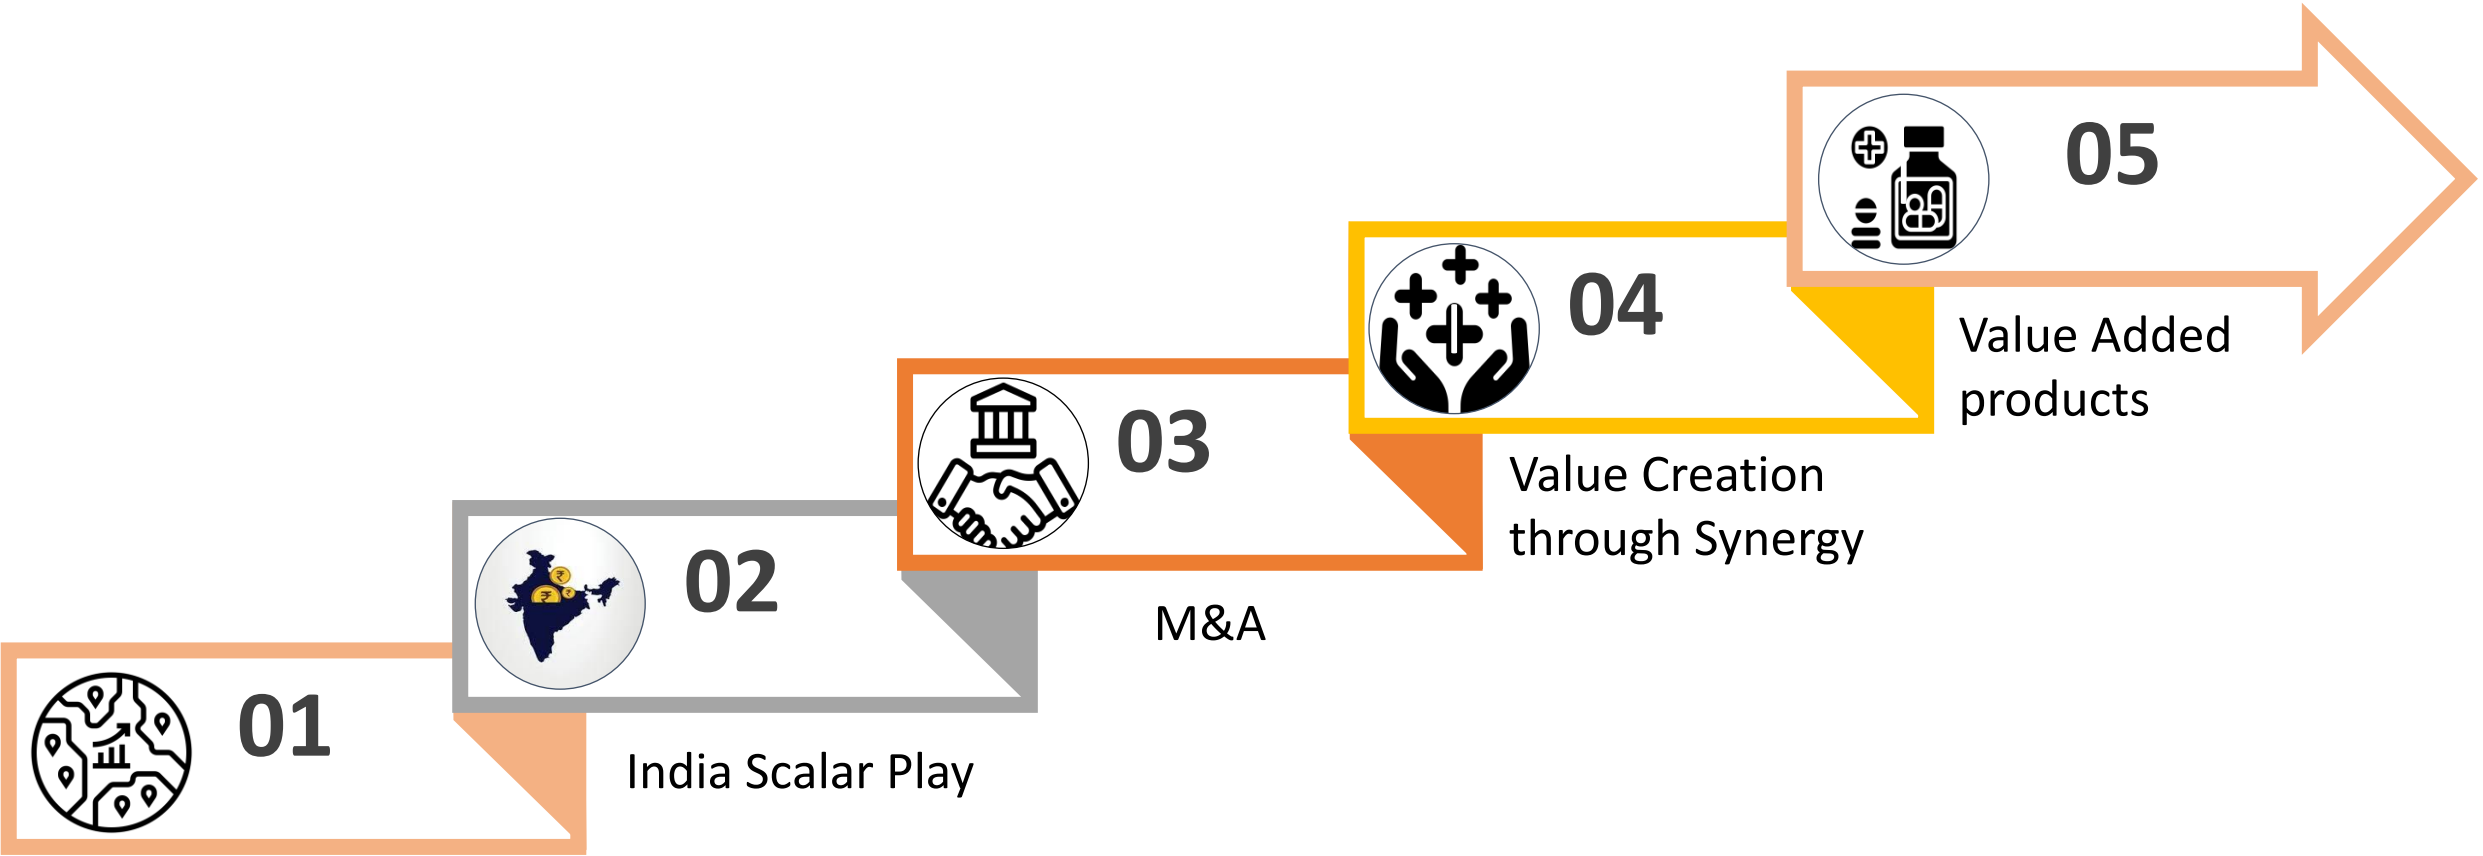 01
02
India Scalar Play
03
M&A
04
Value Creation
through Synergy
05
Value Added
products